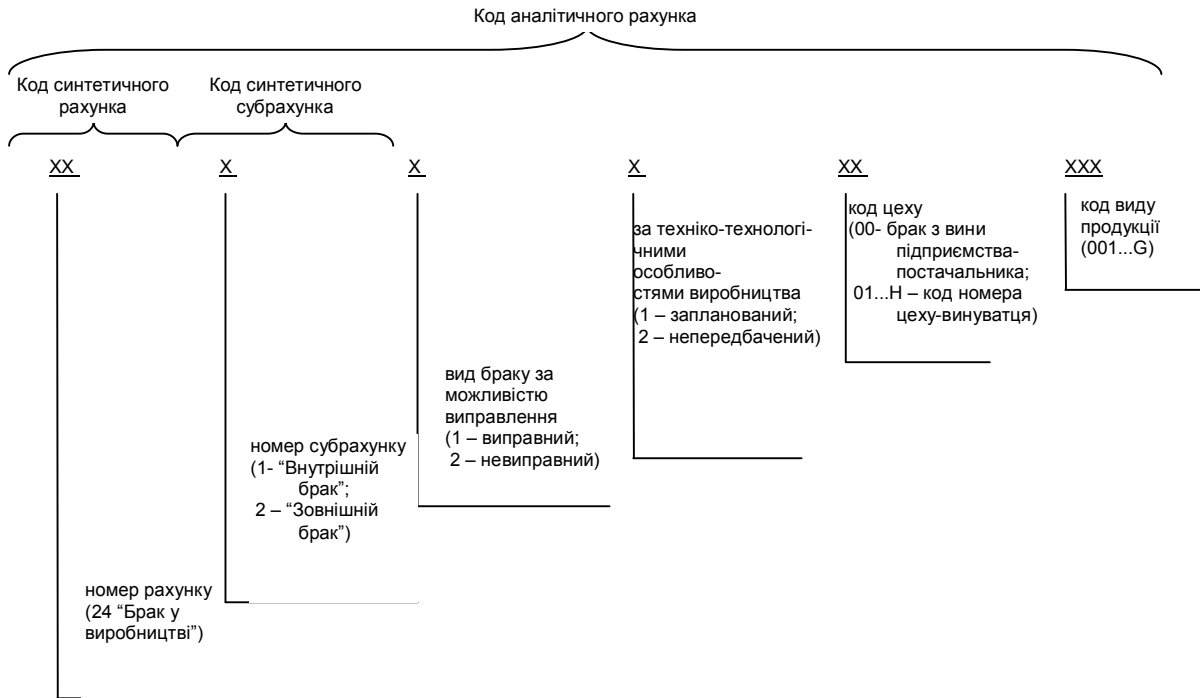 Код аналітичного рахунка
Код синтетичного
рахунка
Код синтетичного
субрахунка
XX
X
X
X
XX
XXX
номер рахунку
(24 “Брак у
виробництві”)
номер субрахунку
(1- “Внутрішній
брак”;
2 – “Зовнішній
брак”)
вид браку за
можливістю
виправлення
(1 – виправний;
2 – невиправний)
за техніко-технологі-
чними
особливо-
стями виробництва
(1 – запланований;
2 – непередбачений)
код цеху
(00- брак з вини
підприємства-
постачальника;
01...H – код номера
цеху-винуватця)
код виду
продукції
(001...G)